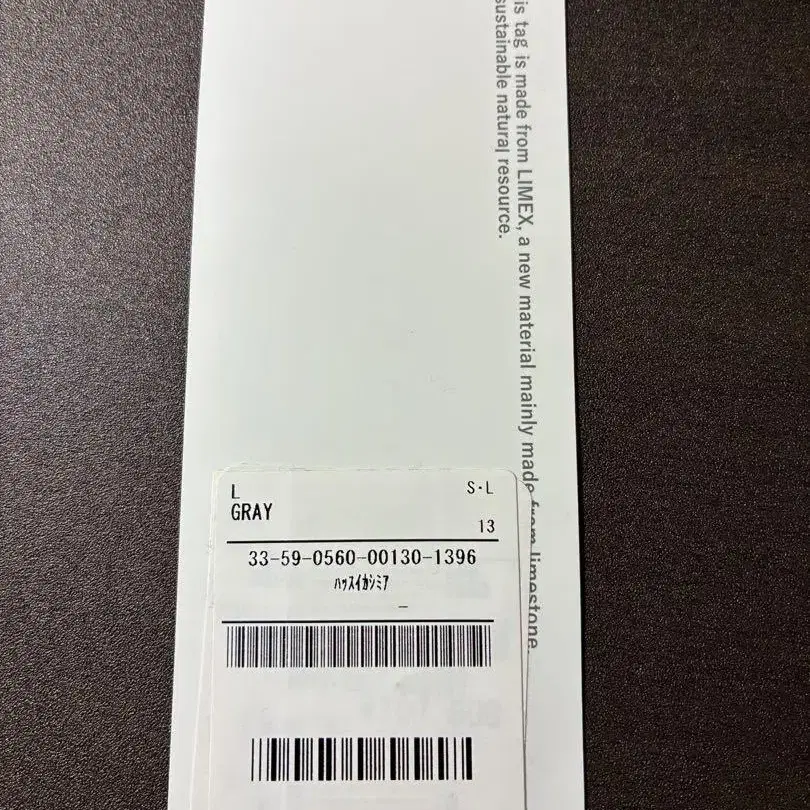 is tag is made from LIMEX, a new material mainly made from limestone,
sustainable natural resource.
L
S・L
GRAY
13
33-59-0560-00130-1396
ﾊｯｽｲｶｼﾐｱ